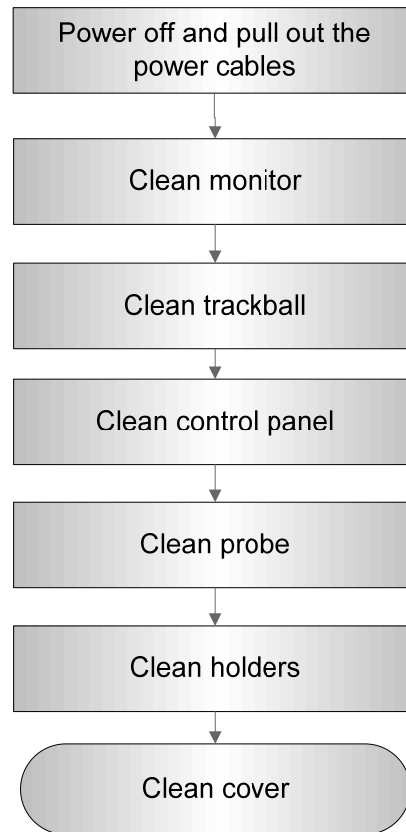 Power off and pull out the
power cables
Clean monitor
Clean trackball
Clean control panel
Clean probe
Clean holders
Clean cover